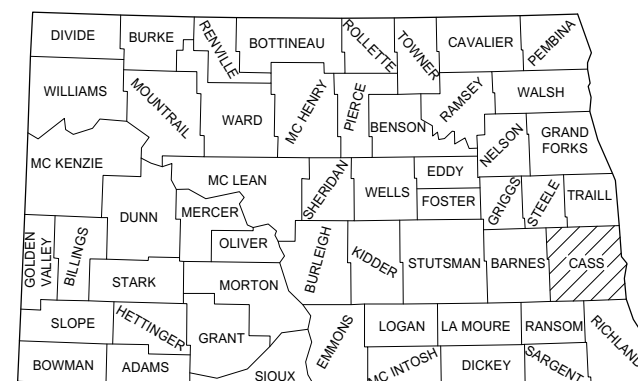 DIVIDE
BURKE
RENVILLE
BOTTINEAU
ROLLETTE
TOWNER
CAVALIER
PEMBINA
WILLIAMS
MOUNTRAIL
WARD
MC HENRY
PIERCE
BENSON
RAMSEY
WALSH
NELSON
GRAND
FORKS
MC KENZIE
MC LEAN
SHERIDAN
WELLS
EDDY
FOSTER
GRIGGS
STEELE
TRAILL
DUNN
MERCER
OLIVER
GOLDEN
VALLEY
BILLINGS
STARK
MORTON
BURLEIGH
KIDDER
STUTSMAN
BARNES
CASS
SLOPE
HETTINGER
GRANT
EMMONS
LOGAN
LA MOURE
RANSOM
RICHLAND
BOWMAN
ADAMS
SIOUX
MC INTOSH
DICKEY
SARGENT